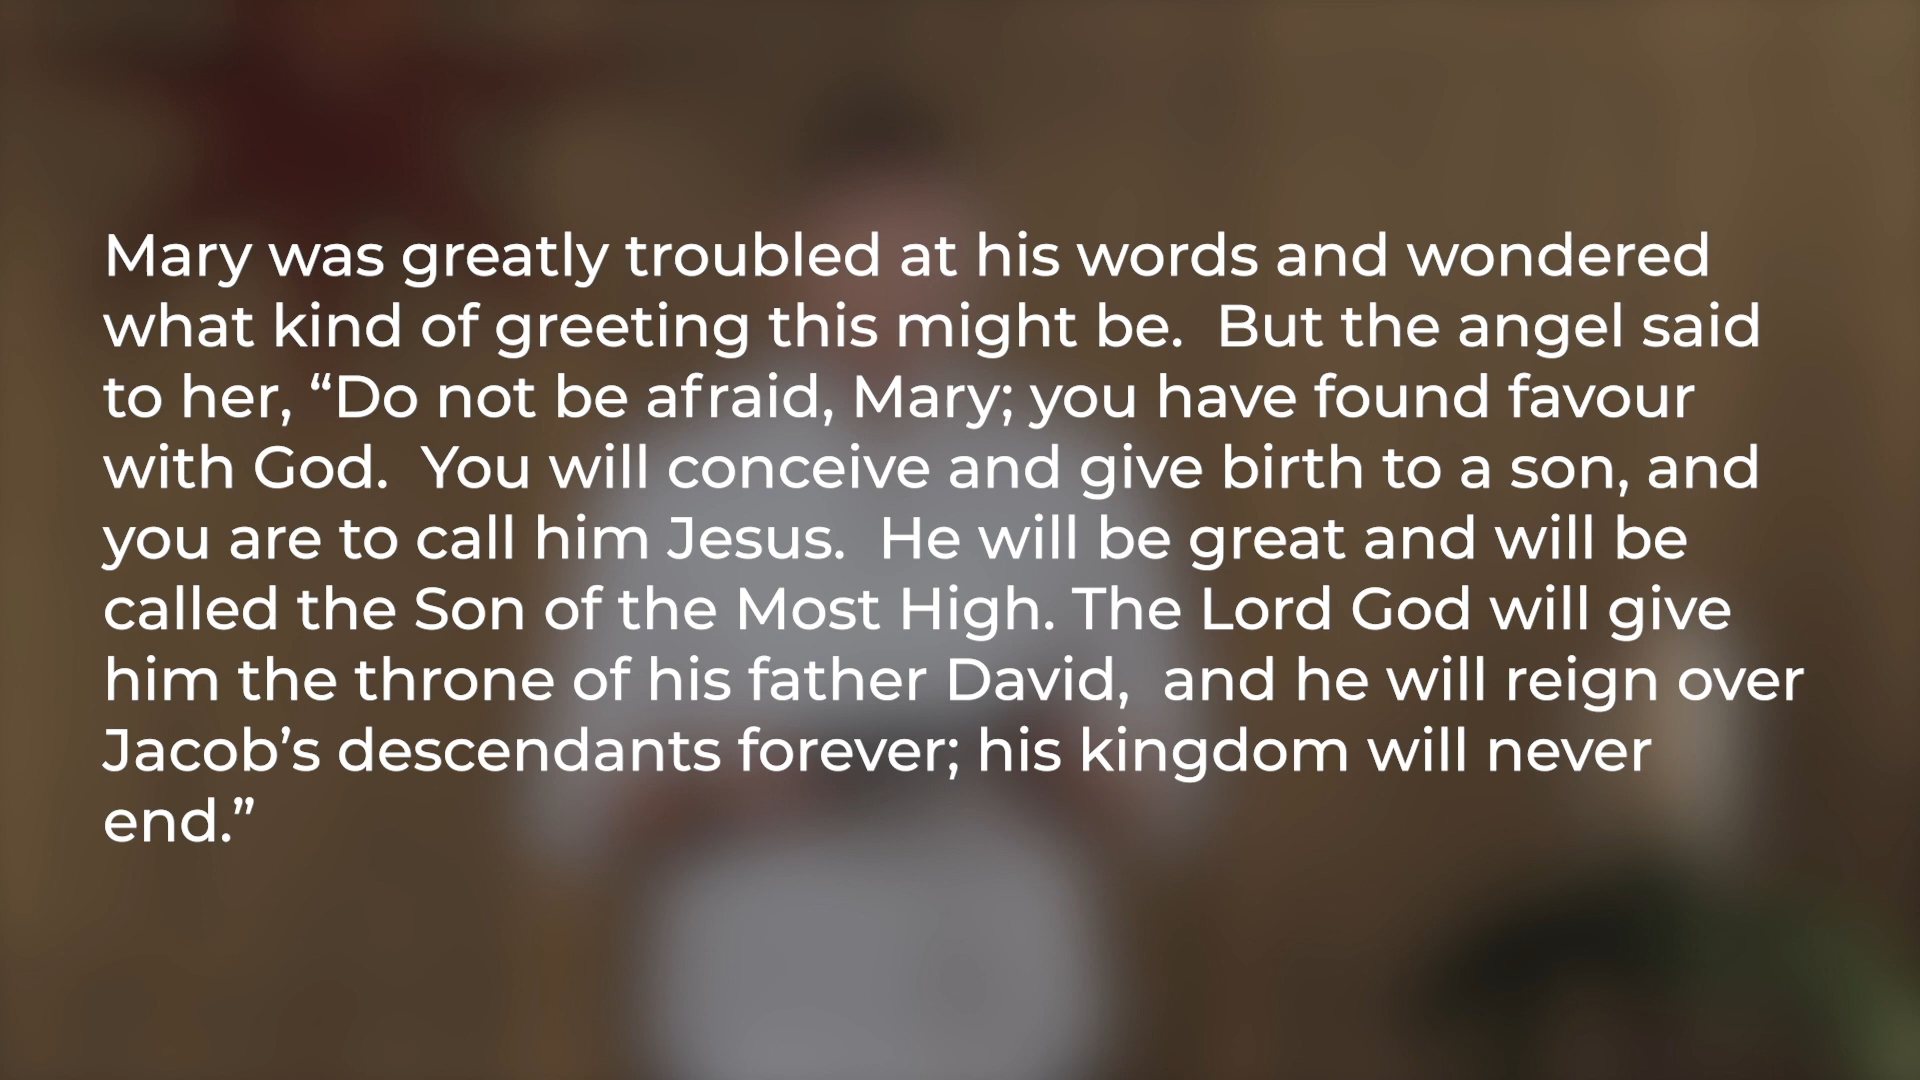 Mary was greatly troubled at his words and wondered
what kind of greeting this might be.  But the angel said
to her, “Do not be afraid, Mary; you have found favour
with God.  You will conceive and give birth to a son, and
you are to call him Jesus.  He will be great and will be
called the Son of the Most High. The Lord God will give
him the throne of his father David,  and he will reign over
Jacob’s descendants forever; his kingdom will never
end.”